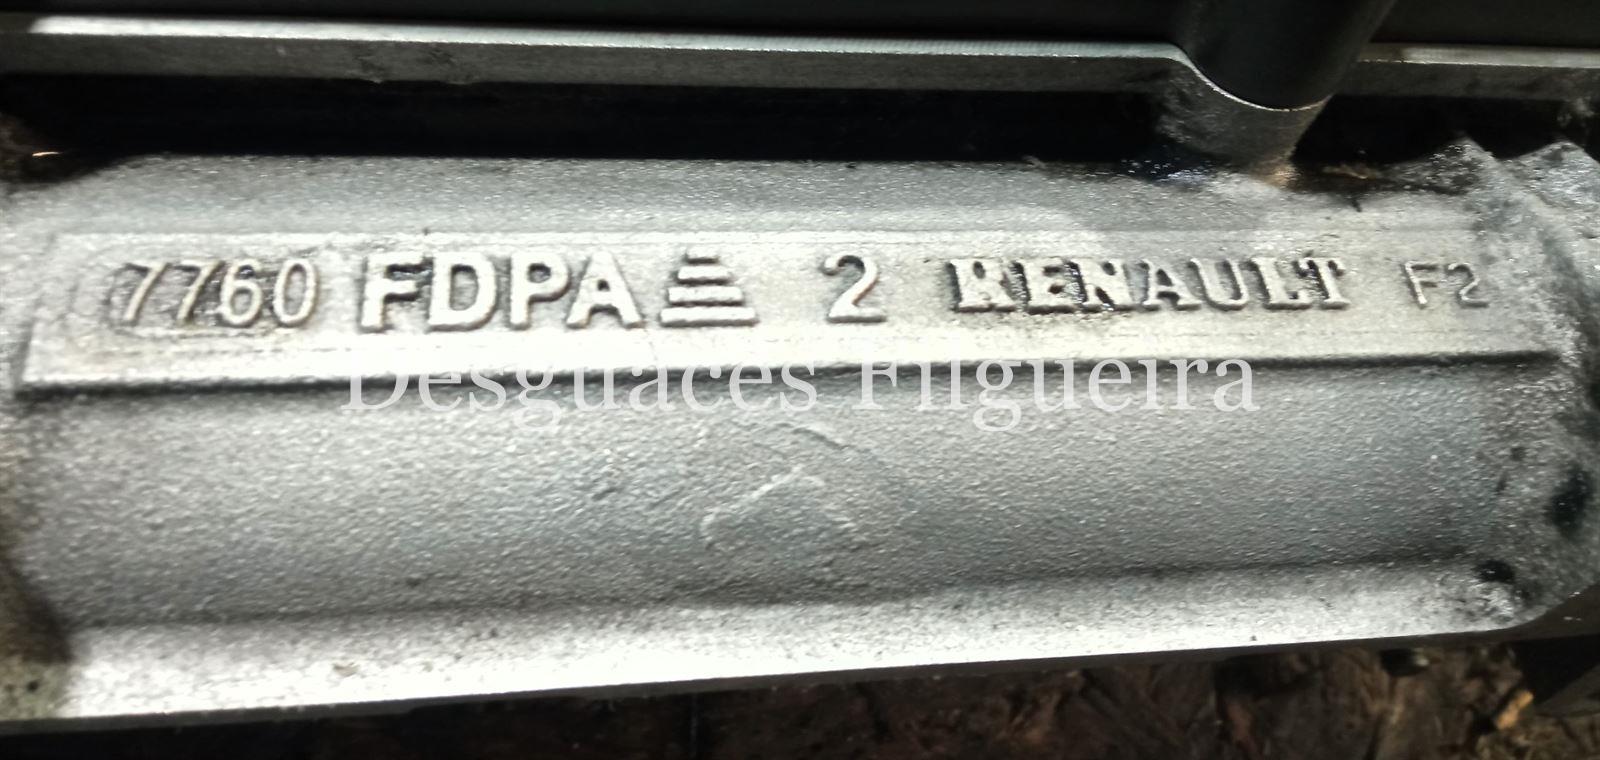 7760 FDPA 2 RENAULT F2
Desguaces Filgueira